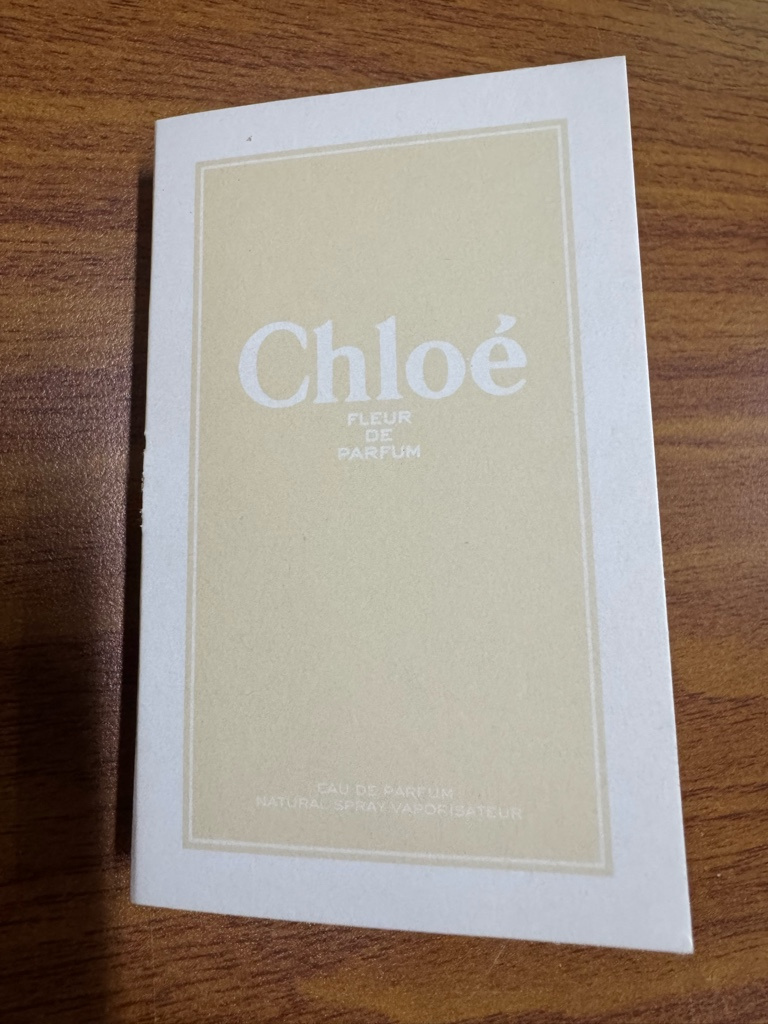 Chloé
FLEUR
DE
PARFUM
EAU DE PARFUM
NATURAL SPRAY VAPORISATEUR